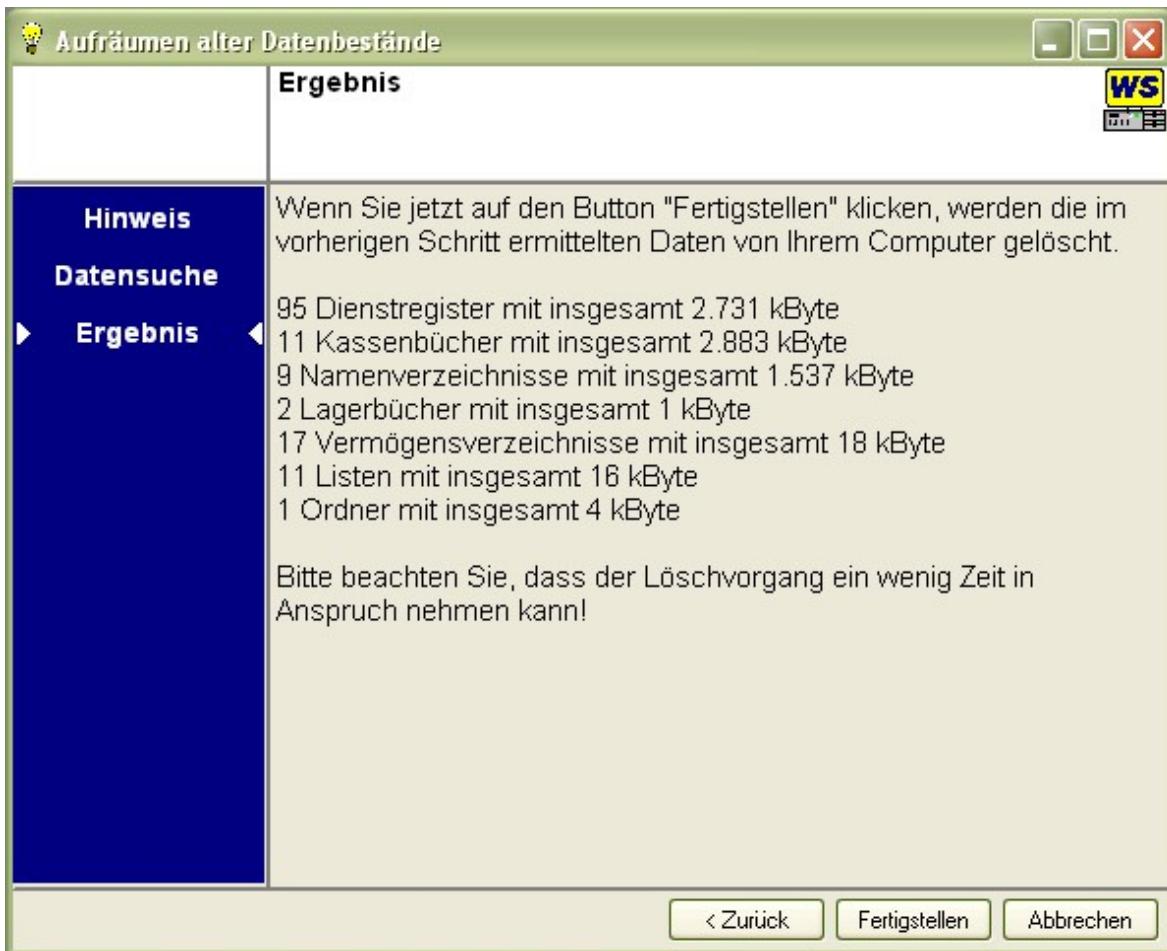 Aufräumen alter Datenbestände
Ergebnis
WS
Hinweis
Datensuche
Ergebnis
Wenn Sie jetzt auf den Button "Fertigstellen" klicken, werden die im
vorherigen Schritt ermittelten Daten von Ihrem Computer gelöscht.
95 Dienstregister mit insgesamt 2.731 kByte
11 Kassenbücher mit insgesamt 2.883 kByte
9 Namenverzeichnisse mit insgesamt 1.537 kByte
2 Lagerbücher mit insgesamt 1 kByte
17 Vermögensverzeichnisse mit insgesamt 18 kByte
11 Listen mit insgesamt 16 kByte
1 Ordner mit insgesamt 4 kByte
Bitte beachten Sie, dass der Löschvorgang ein wenig Zeit in
Anspruch nehmen kann!
< Zurück
Fertigstellen
Abbrechen